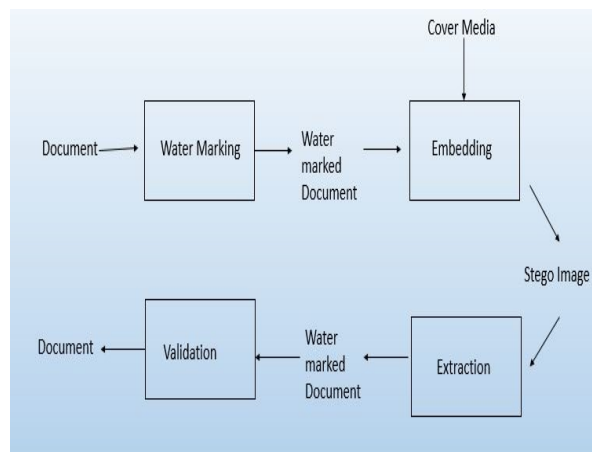 Cover Media
Document
Water Marking
Water
marked
Document
Embedding
Stego Image
Document
Validation
Water
marked
Document
Extraction